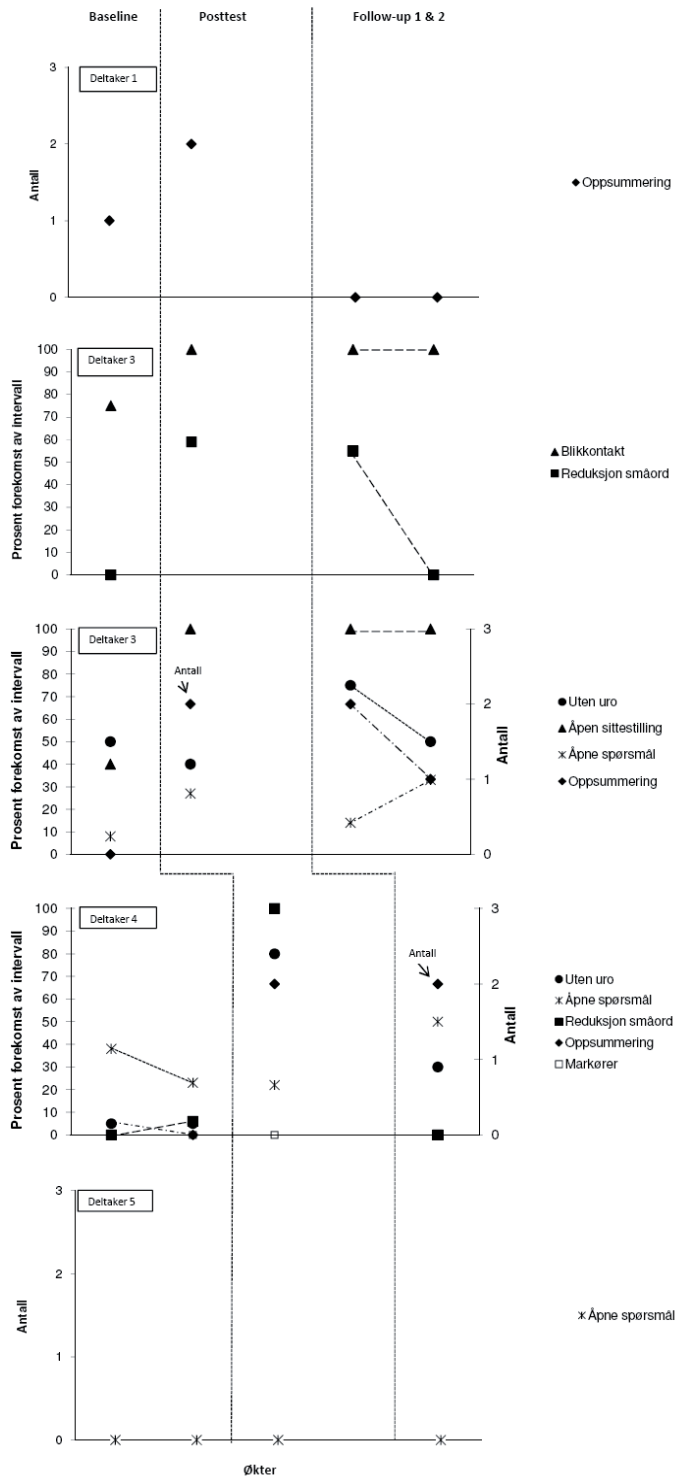 Baseline Posttest Follow-up 1 & 2
Deltaker 1
Antall
3
2
1
0
Oppsummering
Deltaker 3
Prosent forekomst av intervall
100
90
80
70
60
50
40
30
20
10
0
Blikkontakt
Reduksjon småord
Deltaker 3
Prosent forekomst av intervall
100
90
80
70
60
50
40
30
20
10
0
Antall
3
2
1
0
Antall
Uten uro
Åpen sittestilling
Åpne spørsmål
Oppsummering
Deltaker 4
Prosent forekomst av intervall
100
90
80
70
60
50
40
30
20
10
0
Antall
3
2
1
0
Antall
Uten uro
Åpne spørsmål
Reduksjon småord
Oppsummering
Markører
Deltaker 5
Antall
3
2
1
0
Åpne spørsmål
Økter